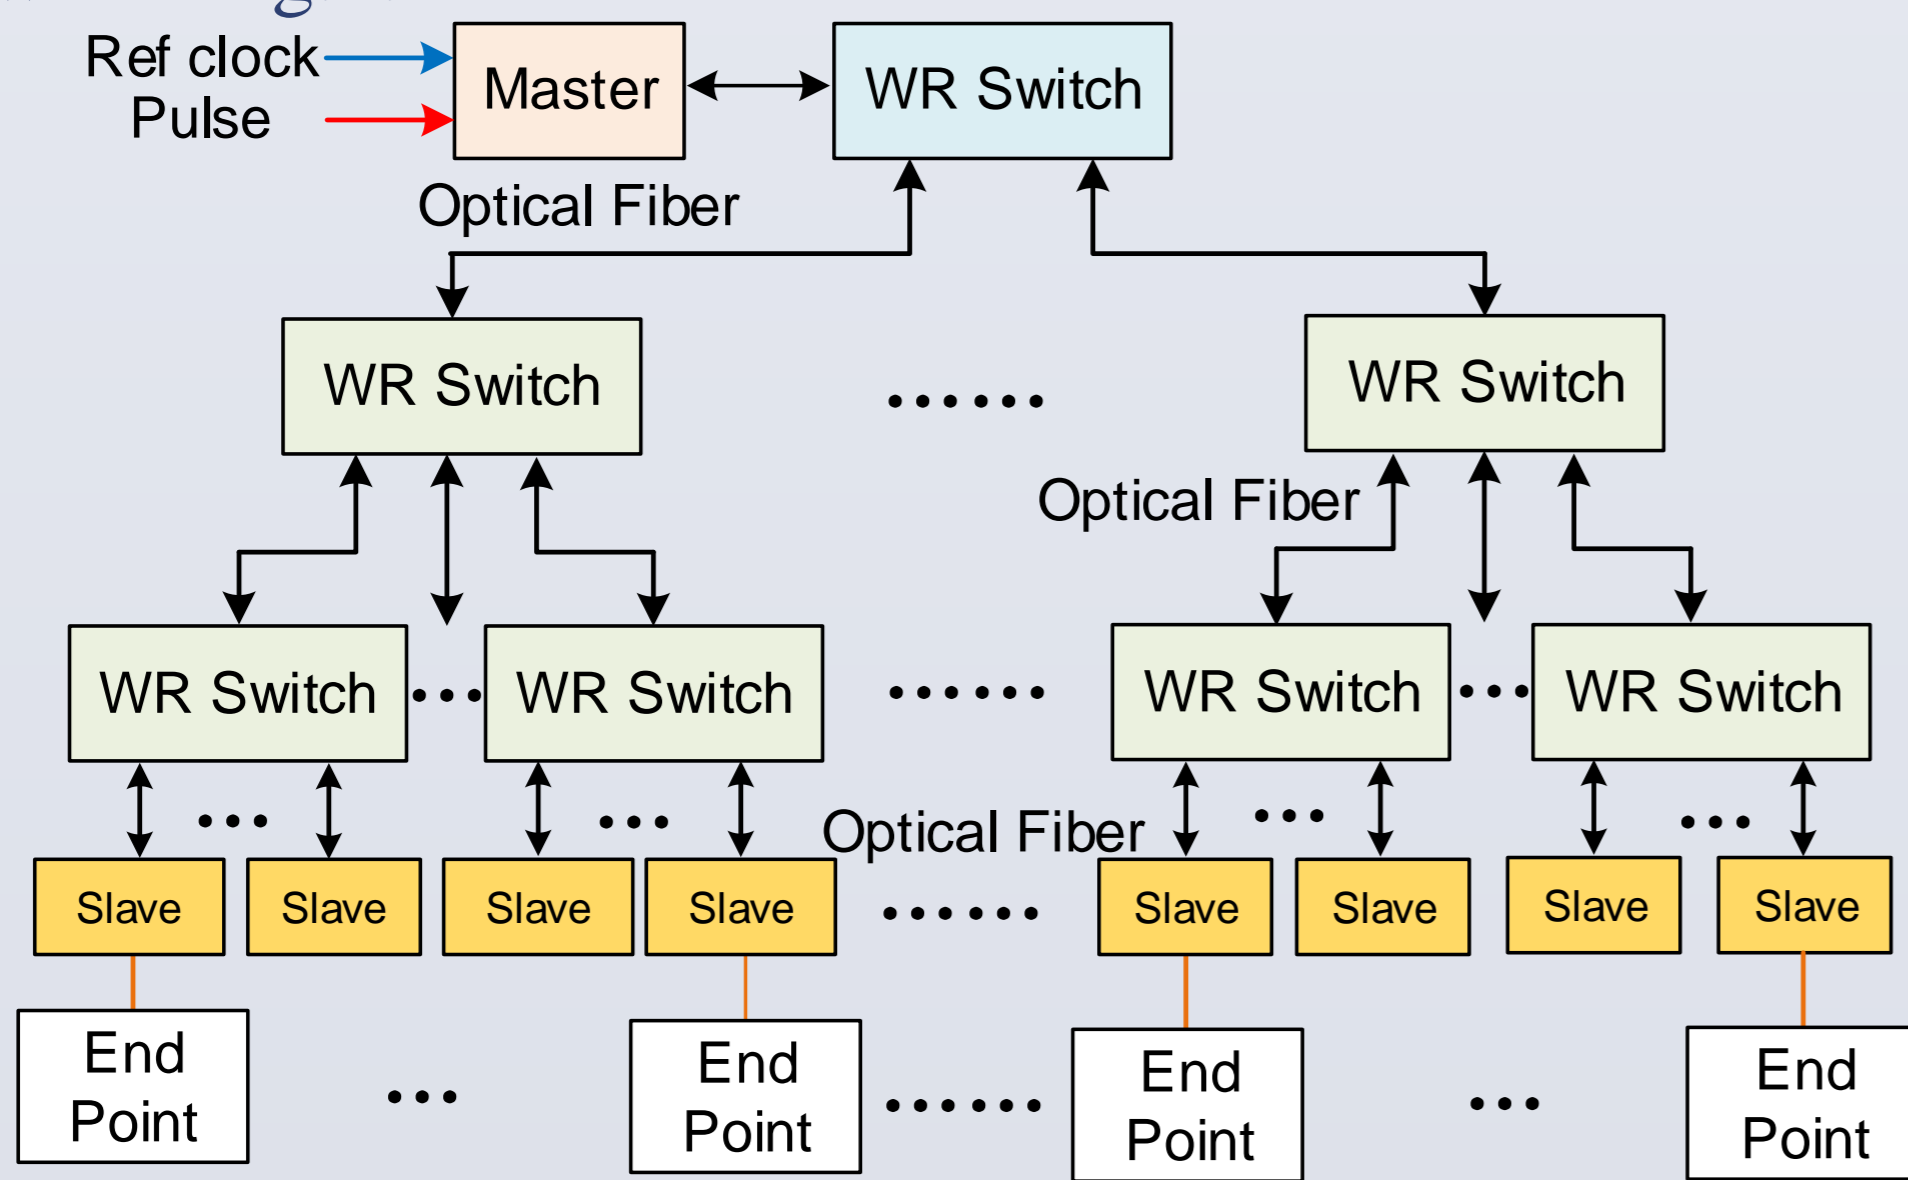 Ref clock
Pulse
Master
WR Switch
Optical Fiber
WR Switch
WR Switch
Optical Fiber
WR Switch
WR Switch
WR Switch
WR Switch
Optical Fiber
Slave
Slave
Slave
Slave
Slave
Slave
Slave
Slave
End
Point
End
Point
End
Point
End
Point